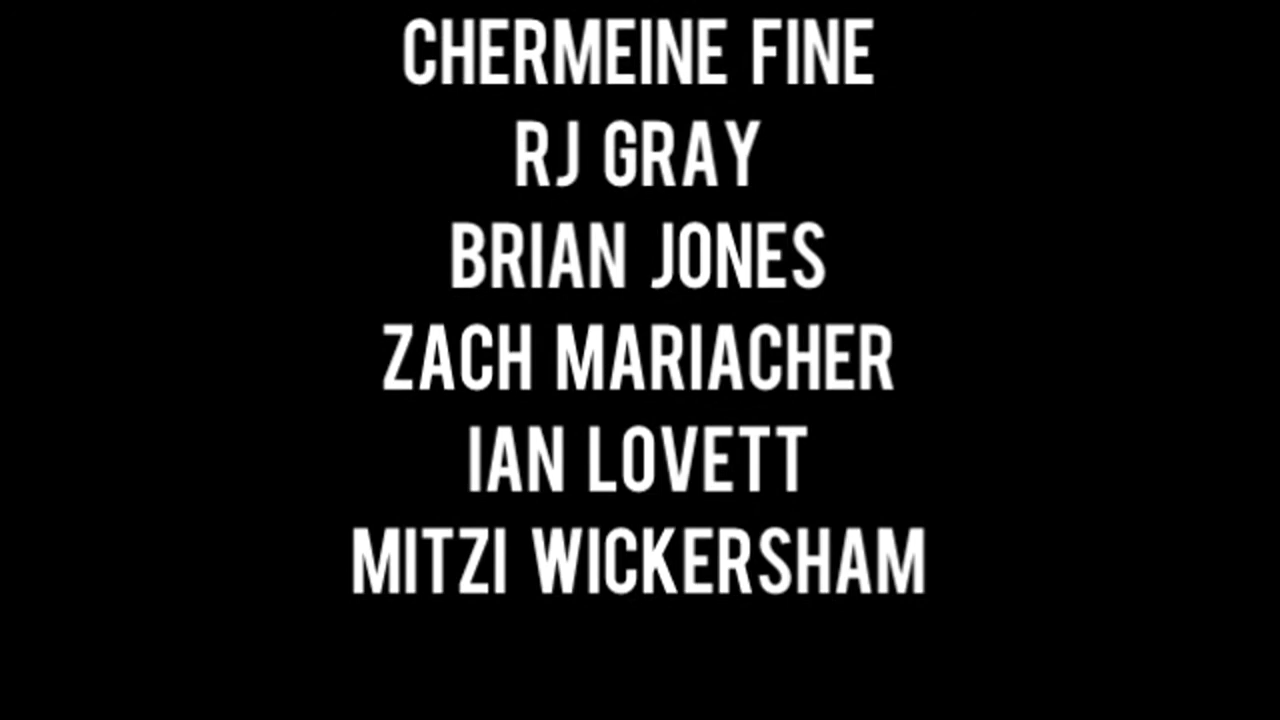 CHERMEINE FINE
RJ GRAY
BRIAN JONES
ZACH MARIACHER
IAN LOVETT
MITZI WICKERSHAM